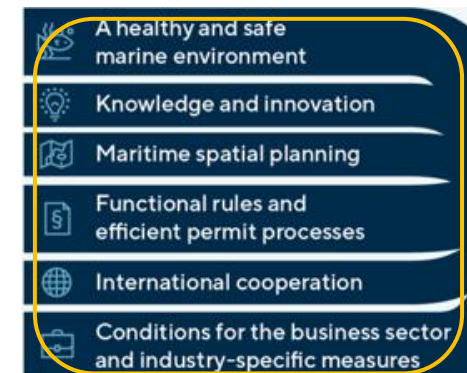 A healthy and safe
marine environment
Knowledge and innovation
Maritime spatial planning
§
Functional rules and
efficient permit processes
International cooperation
Conditions for the business sector
and industry-specific measures